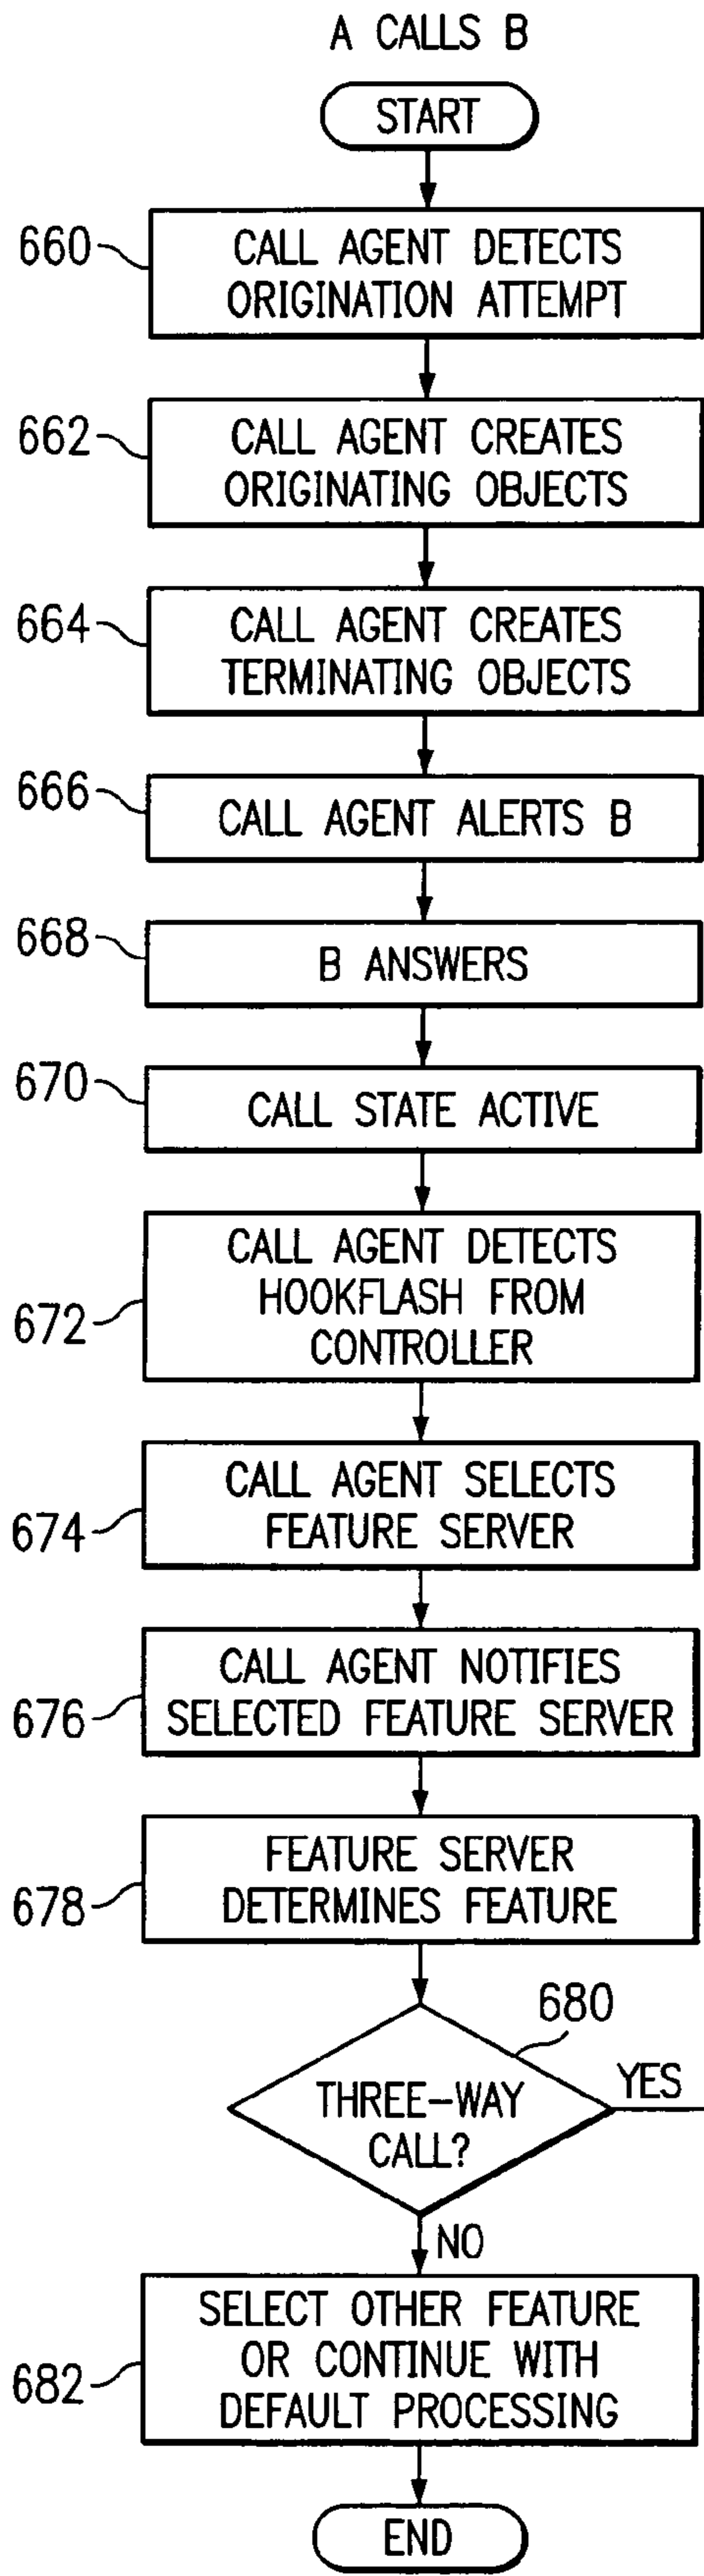 A CALLS B
START
660
CALL AGENT DETECTS
ORIGINATION ATTEMPT
662
CALL AGENT CREATES
ORIGINATING OBJECTS
664
CALL AGENT CREATES
TERMINATING OBJECTS
666
CALL AGENT ALERTS B
668
B ANSWERS
670
CALL STATE ACTIVE
672
CALL AGENT DETECTS
HOOKFLASH FROM
CONTROLLER
674
CALL AGENT SELECTS
FEATURE SERVER
676
CALL AGENT NOTIFIES
SELECTED FEATURE SERVER
678
FEATURE SERVER
DETERMINES FEATURE
680
THREE-WAY
CALL?
YES
NO
682
SELECT OTHER FEATURE
OR CONTINUE WITH
DEFAULT PROCESSING
END